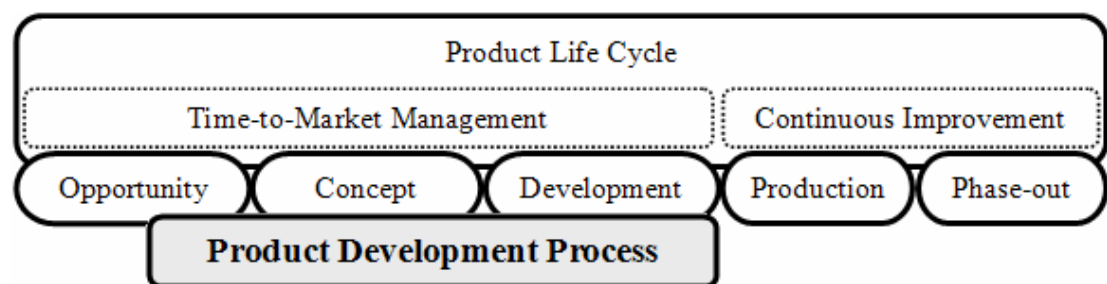 Product Life Cycle
Time-to-Market Management Continuous Improvement
Opportunity Concept Development Production Phase-out
Product Development Process